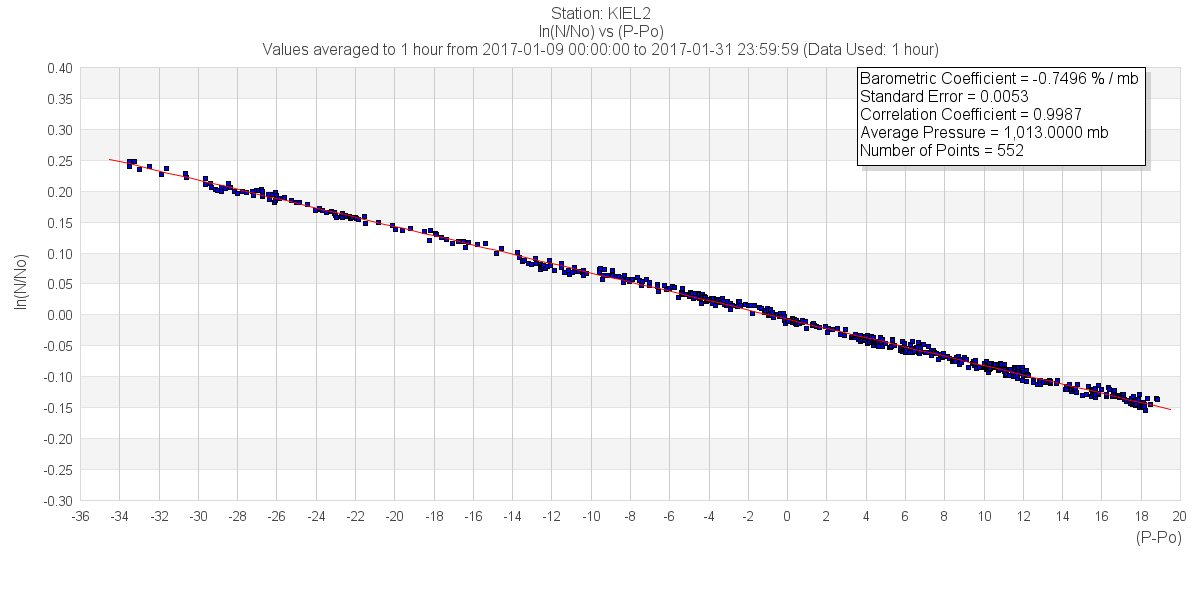 Station: KIEL2
ln(N/No) vs (P-Po)
Values averaged to 1 hour from 2017-01-09 00:00:00 to 2017-01-31 23:59:59 (Data Used: 1 hour)
Barometric Coefficient = -0.7496 % / mb
Standard Error = 0.0053
Correlation Coefficient = 0.9987
Average Pressure = 1,013.0000 mb
Number of Points = 552
ln(N/No)
0.40
0.35
0.30
0.25
0.20
0.15
0.10
0.05
0.00
-0.05
-0.10
-0.15
-0.20
-0.25
-0.30
-36 -34 -32 -30 -28 -26 -24 -22 -20 -18 -16 -14 -12 -10 -8 -6 -4 -2 0 2 4 6 8 10 12 14 16 18 20
(P-Po)